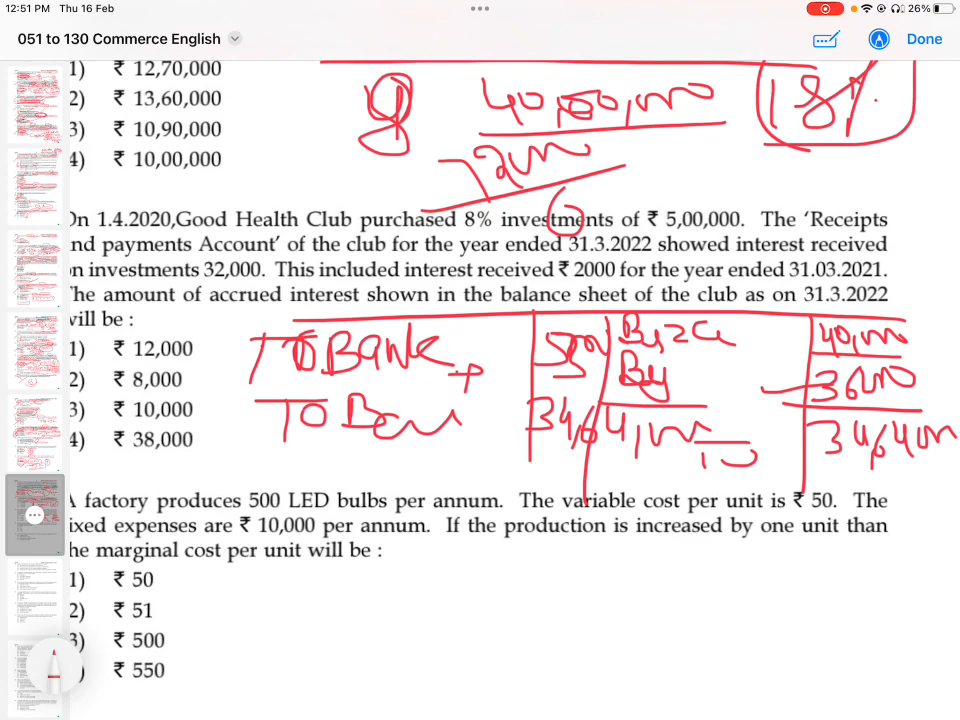 12:51 PM Thu 16 Feb
26%
051 to 130 Commerce English
Done
1) ₹ 12,70,000
2) ₹ 13,60,000
3) ₹ 10,90,000
4) ₹ 10,00,000
18%
On 1.4.2020,Good Health Club purchased 8% investments of ₹ 5,00,000. The 'Receipts
nd payments Account' of the club for the year ended 31.3.2022 showed interest received
n investments 32,000. This included interest received ₹ 2000 for the year ended 31.03.2021.
The amount of accrued interest shown in the balance sheet of the club as on 31.3.2022
will be :
1) ₹ 12,000
2) ₹ 8,000
3) ₹ 10,000
4) ₹ 38,000
To Bank
By
40,000
By
A factory produces 500 LED bulbs per annum. The variable cost per unit is ₹ 50. The
ixed expenses are ₹ 10,000 per annum. If the production is increased by one unit than
he marginal cost per unit will be :
1) ₹ 50
2) ₹ 51
3) ₹ 500
) ₹ 550